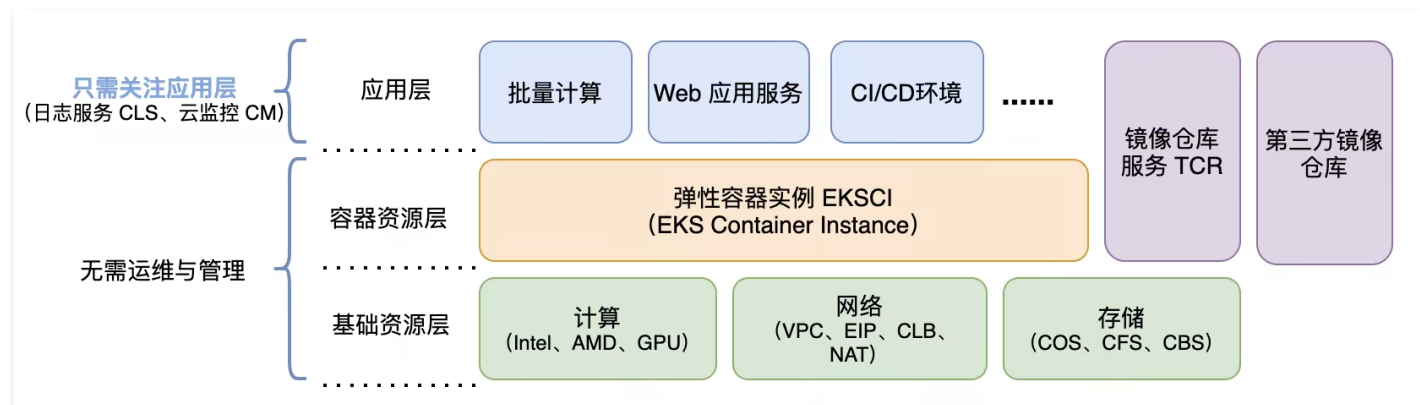 只需关注应用层
（日志服务 CLS、云监控 CM）
应用层
批量计算
Web 应用服务
CI/CD环境
……
镜像仓库
服务 TCR
第三方镜像
仓库
无需运维与管理
容器资源层
弹性容器实例 EKSCI
（EKS Container Instance）
基础资源层
计算
（Intel、AMD、GPU）
网络
（VPC、EIP、CLB、
NAT）
存储
（COS、CFS、CBS）